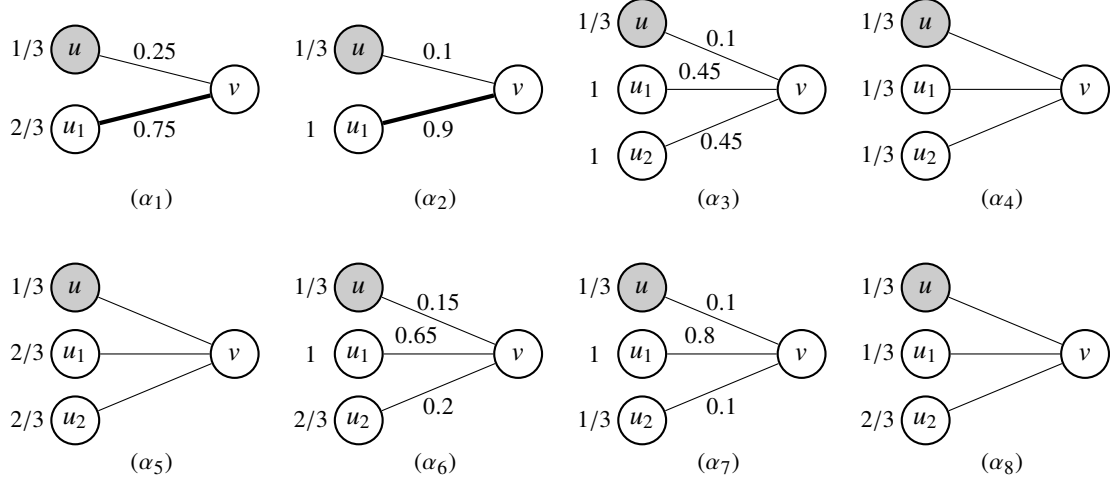 1/3 u 0.25 v
2/3 u₁ 0.75
(α₁)
1/3 u 0.1 v
1 u₁ 0.9
(α₂)
1/3 u 0.1
1 u₁ 0.45 v
1 u₂ 0.45
(α₃)
1/3 u
1/3 u₁ v
1/3 u₂
(α₄)
1/3 u
2/3 u₁ v
2/3 u₂
(α₅)
1/3 u 0.15
1 u₁ 0.65 v
2/3 u₂ 0.2
(α₆)
1/3 u 0.1
1 u₁ 0.8 v
1/3 u₂ 0.1
(α₇)
1/3 u
1/3 u₁ v
2/3 u₂
(α₈)